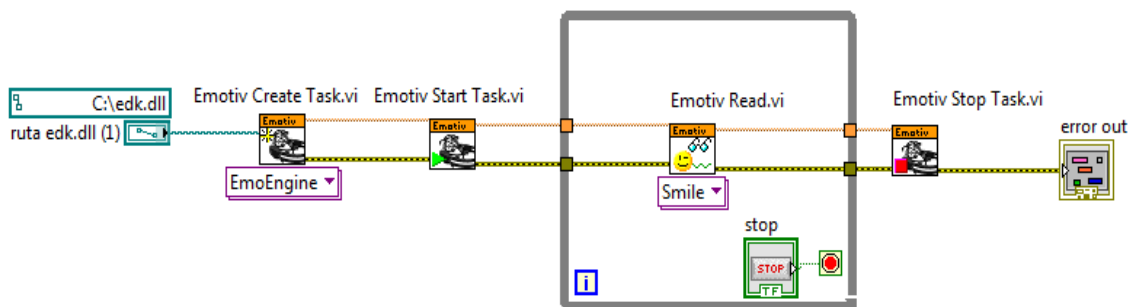 C:\edk.dll
ruta edk.dll (1)
Emotiv Create Task.vi
Emotiv
EmoEngine
Emotiv Start Task.vi
Emotiv
Emotiv Read.vi
Emotiv
Smile
stop
STOP
TF
i
Emotiv Stop Task.vi
Emotiv
error out